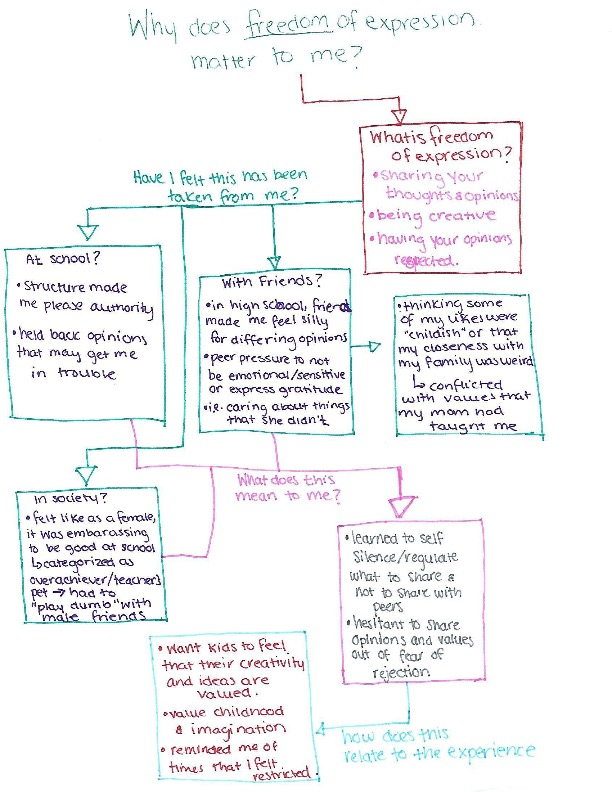 Why does freedom of expression
matter to me?
What is freedom
of expression?
• sharing your
thoughts & opinions
• being creative
• having your opinions
respected.
Have I felt this has been
taken from me?
At school?
• structure made
me please authority
• held back opinions
that may get me
in trouble
With Friends?
• in high school, friends
made me feel silly
for differing opinions
• peer pressure to not
be emotional/sensitive
or express gratitude
• i.e. caring about things
that she didn't
• thinking some
of my likes were
"childish" or that
my closeness with
my family was weird
↳ conflicted
with values that
my mom had
taught me
In society?
• felt like as a female,
it was embarassing
to be good at school
↳ categorized as
overachiever/teachers
pet → had to
"play dumb" with
male friends
What does this
mean to me?
• learned to self
silence/regulate
what to share &
not to share with
peers
• hesitant to share
opinions and values
out of fear of
rejection.
how does this
relate to the experience
• want kids to feel
that their creativity
and ideas are
valued.
• value childhood
& imagination
• reminded me of
times that I felt
restricted.